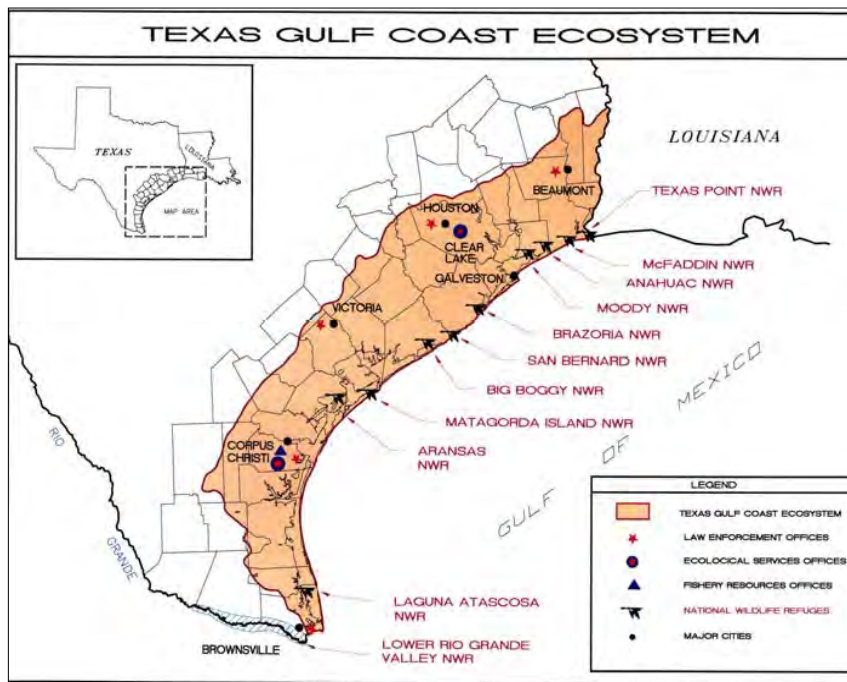 TEXAS GULF COAST ECOSYSTEM
TEXAS
LOUISIANA
MAP AREA
LOUISIANA
BEAUMONT
TEXAS POINT NWR
HOUSTON
CLEAR
LAKE
McFADDIN NWR
GALVESTON
ANAHUAC NWR
MOODY NWR
VICTORIA
BRAZORIA NWR
SAN BERNARD NWR
BIG BOGGY NWR
MATAGORDA ISLAND NWR
GULF OF MEXICO
RIO GRANDE
CORPUS
CHRISTI
ARANSAS
NWR
LAGUNA ATASCOSA
NWR
BROWNSVILLE
LOWER RIO GRANDE
VALLEY NWR
LEGEND
TEXAS GULF COAST ECOSYSTEM
LAW ENFORCEMENT OFFICES
ECOLOCICAL SERVICES OFFICES
FISHERY RESOURCES OFFICES
NATIONAL WILDLIFE REFUGES
MAJOR CITIES